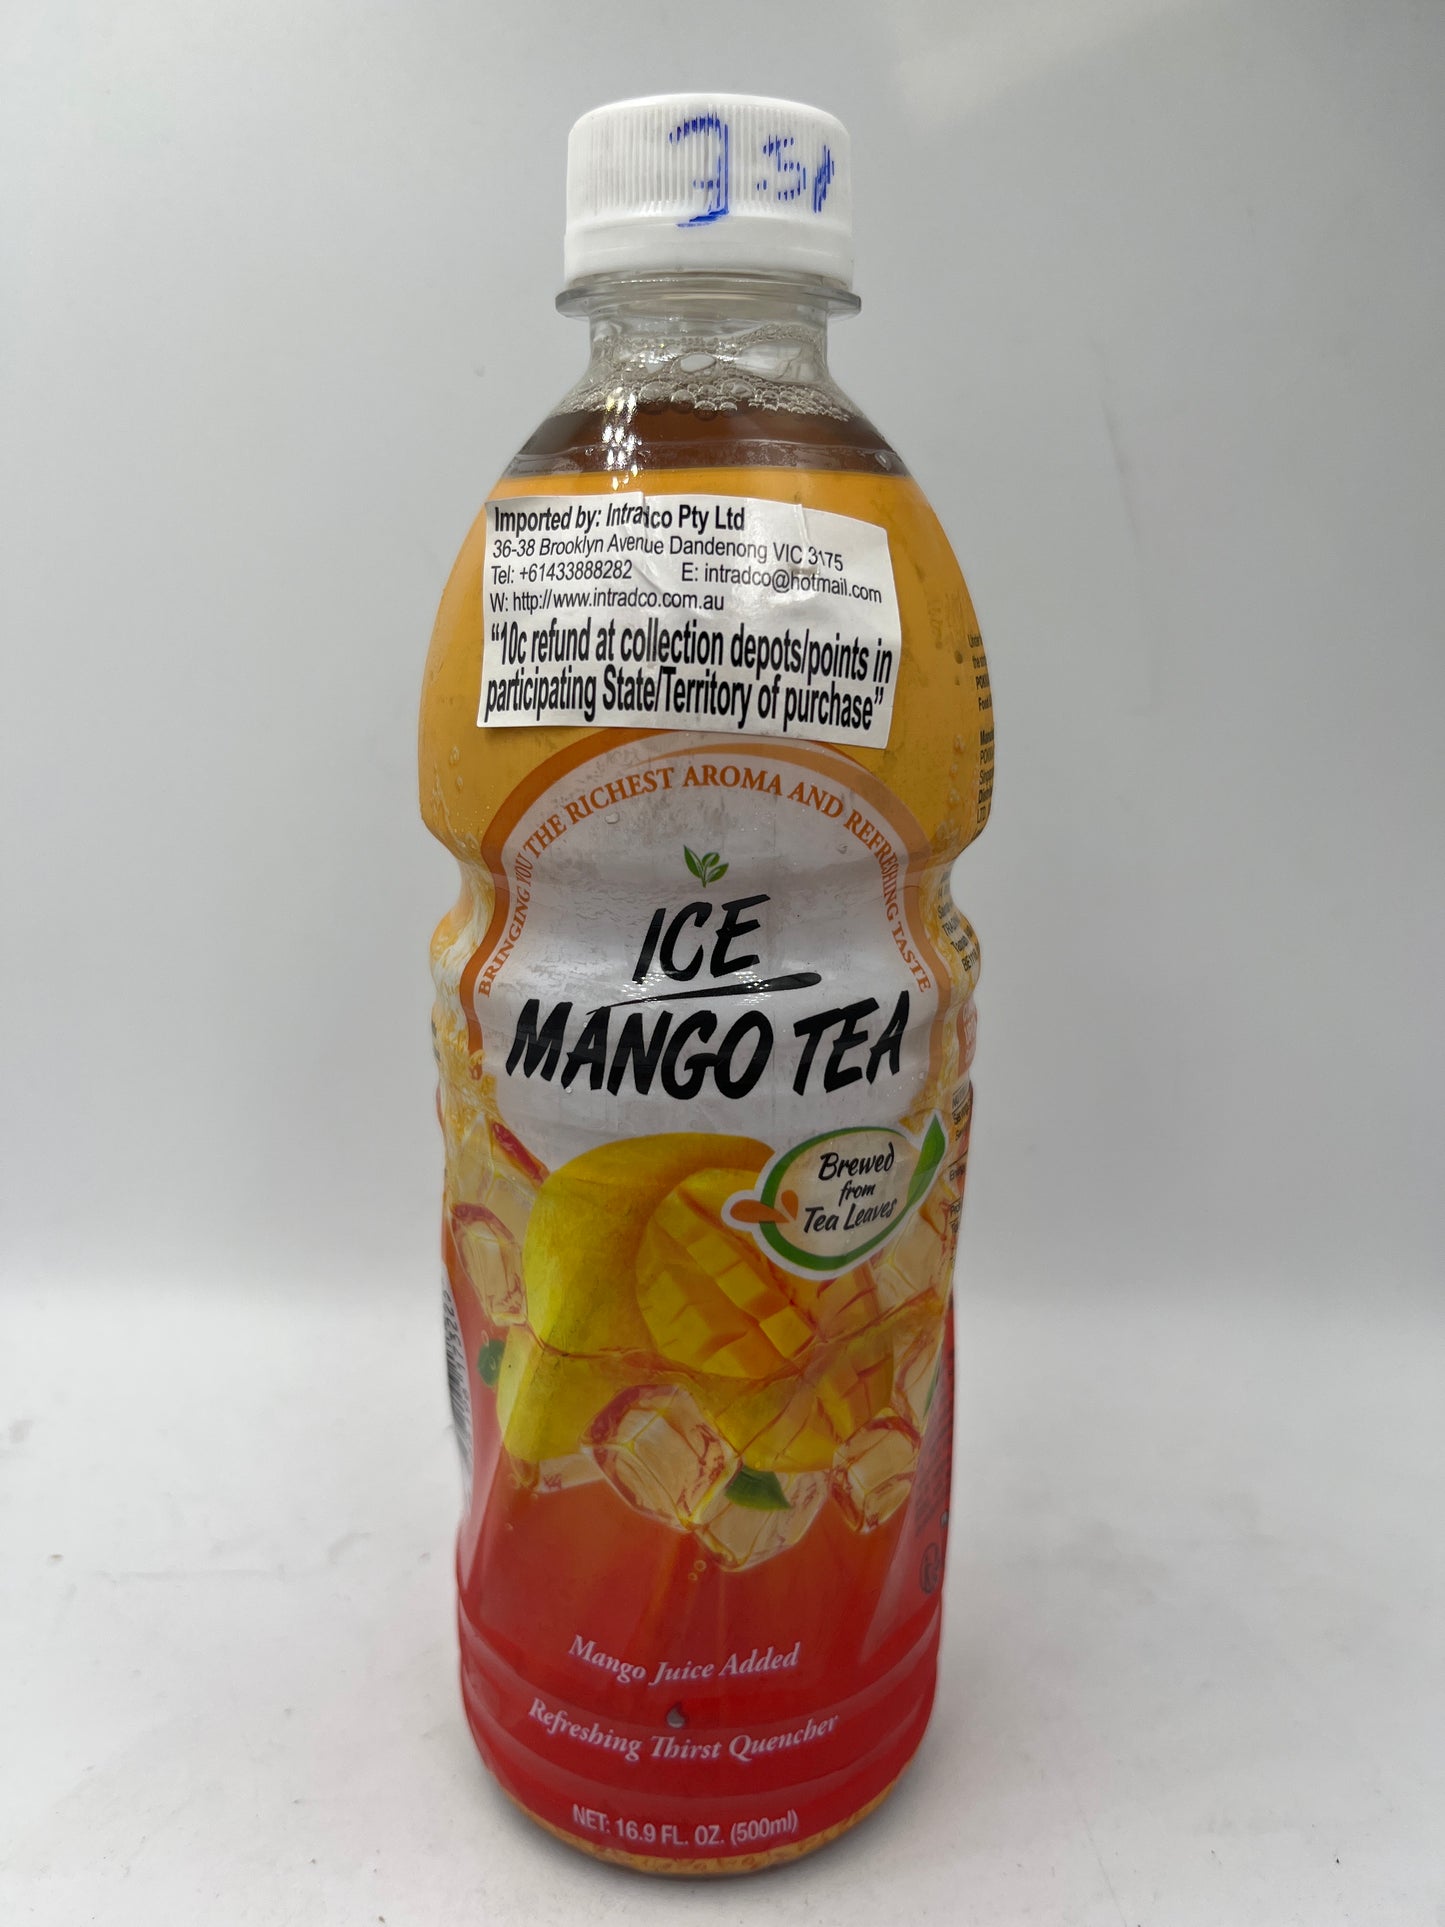 Imported by: Intradco Pty Ltd
36-38 Brooklyn Avenue Dandenong VIC 3175
Tel: +61433888282 E: intradco@hotmail.com
W: http://www.intradco.com.au
“10c refund at collection depots/points in
participating State/Territory of purchase”
BRINGING YOU THE RICHEST AROMA AND REFRESHING TASTE
ICE
MANGO TEA
Brewed
from
Tea Leaves
Mango Juice Added
Refreshing Thirst Quencher
NET: 16.9 FL. OZ. (500ml)